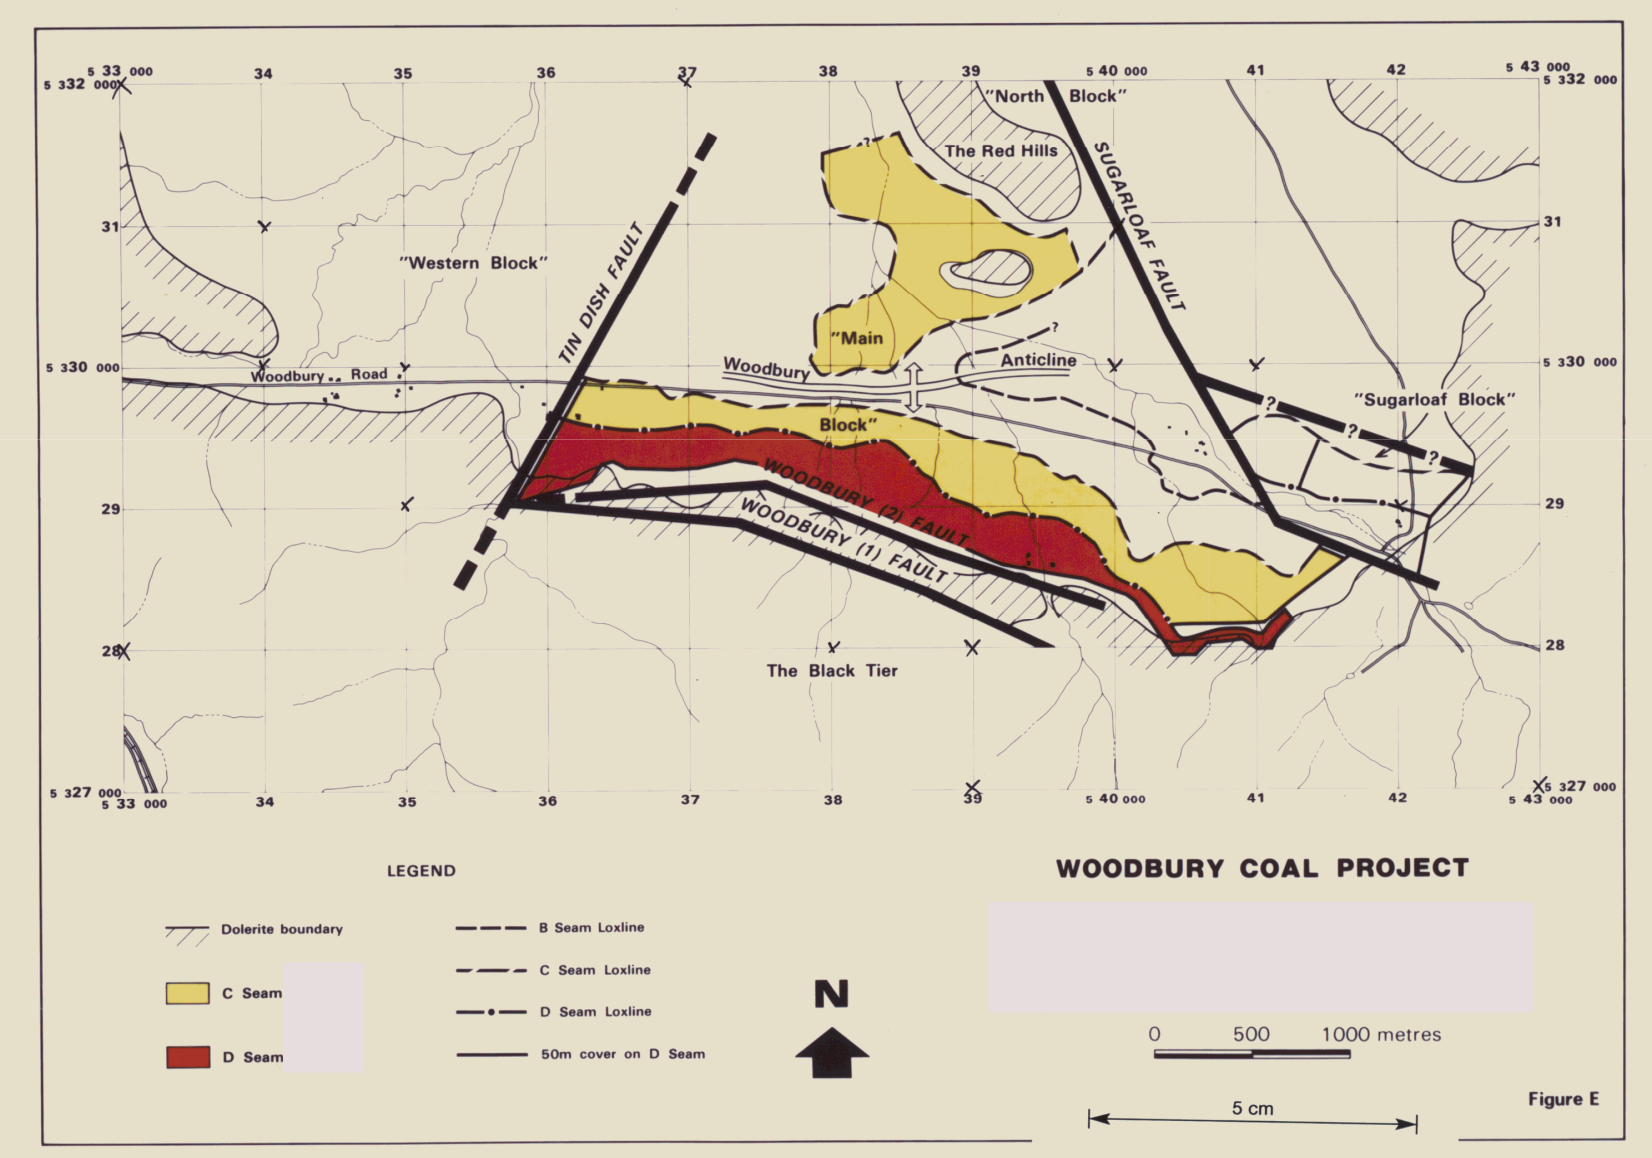 5 33 000 34 35 36 37 38 39 5 40 000 41 42 5 43 000
5 332 000 5 332 000
"North Block"
The Red Hills
SUGARLOAF FAULT
31 31
"Western Block"
TIN DISH FAULT
?
?
"Main
Block"
Woodbury Anticline
5 330 000 5 330 000
Woodbury Road
"Sugarloaf Block"
? ? ?
WOODBURY (2) FAULT
WOODBURY (1) FAULT
29 29
28 28
The Black Tier
5 327 000 5 327 000
5 33 000 34 35 36 37 38 39 5 40 000 41 42 5 43 000
LEGEND
Dolerite boundary
C Seam
D Seam
B Seam Loxline
C Seam Loxline
D Seam Loxline
50m cover on D Seam
N
WOODBURY COAL PROJECT
0 500 1000 metres
5 cm
Figure E